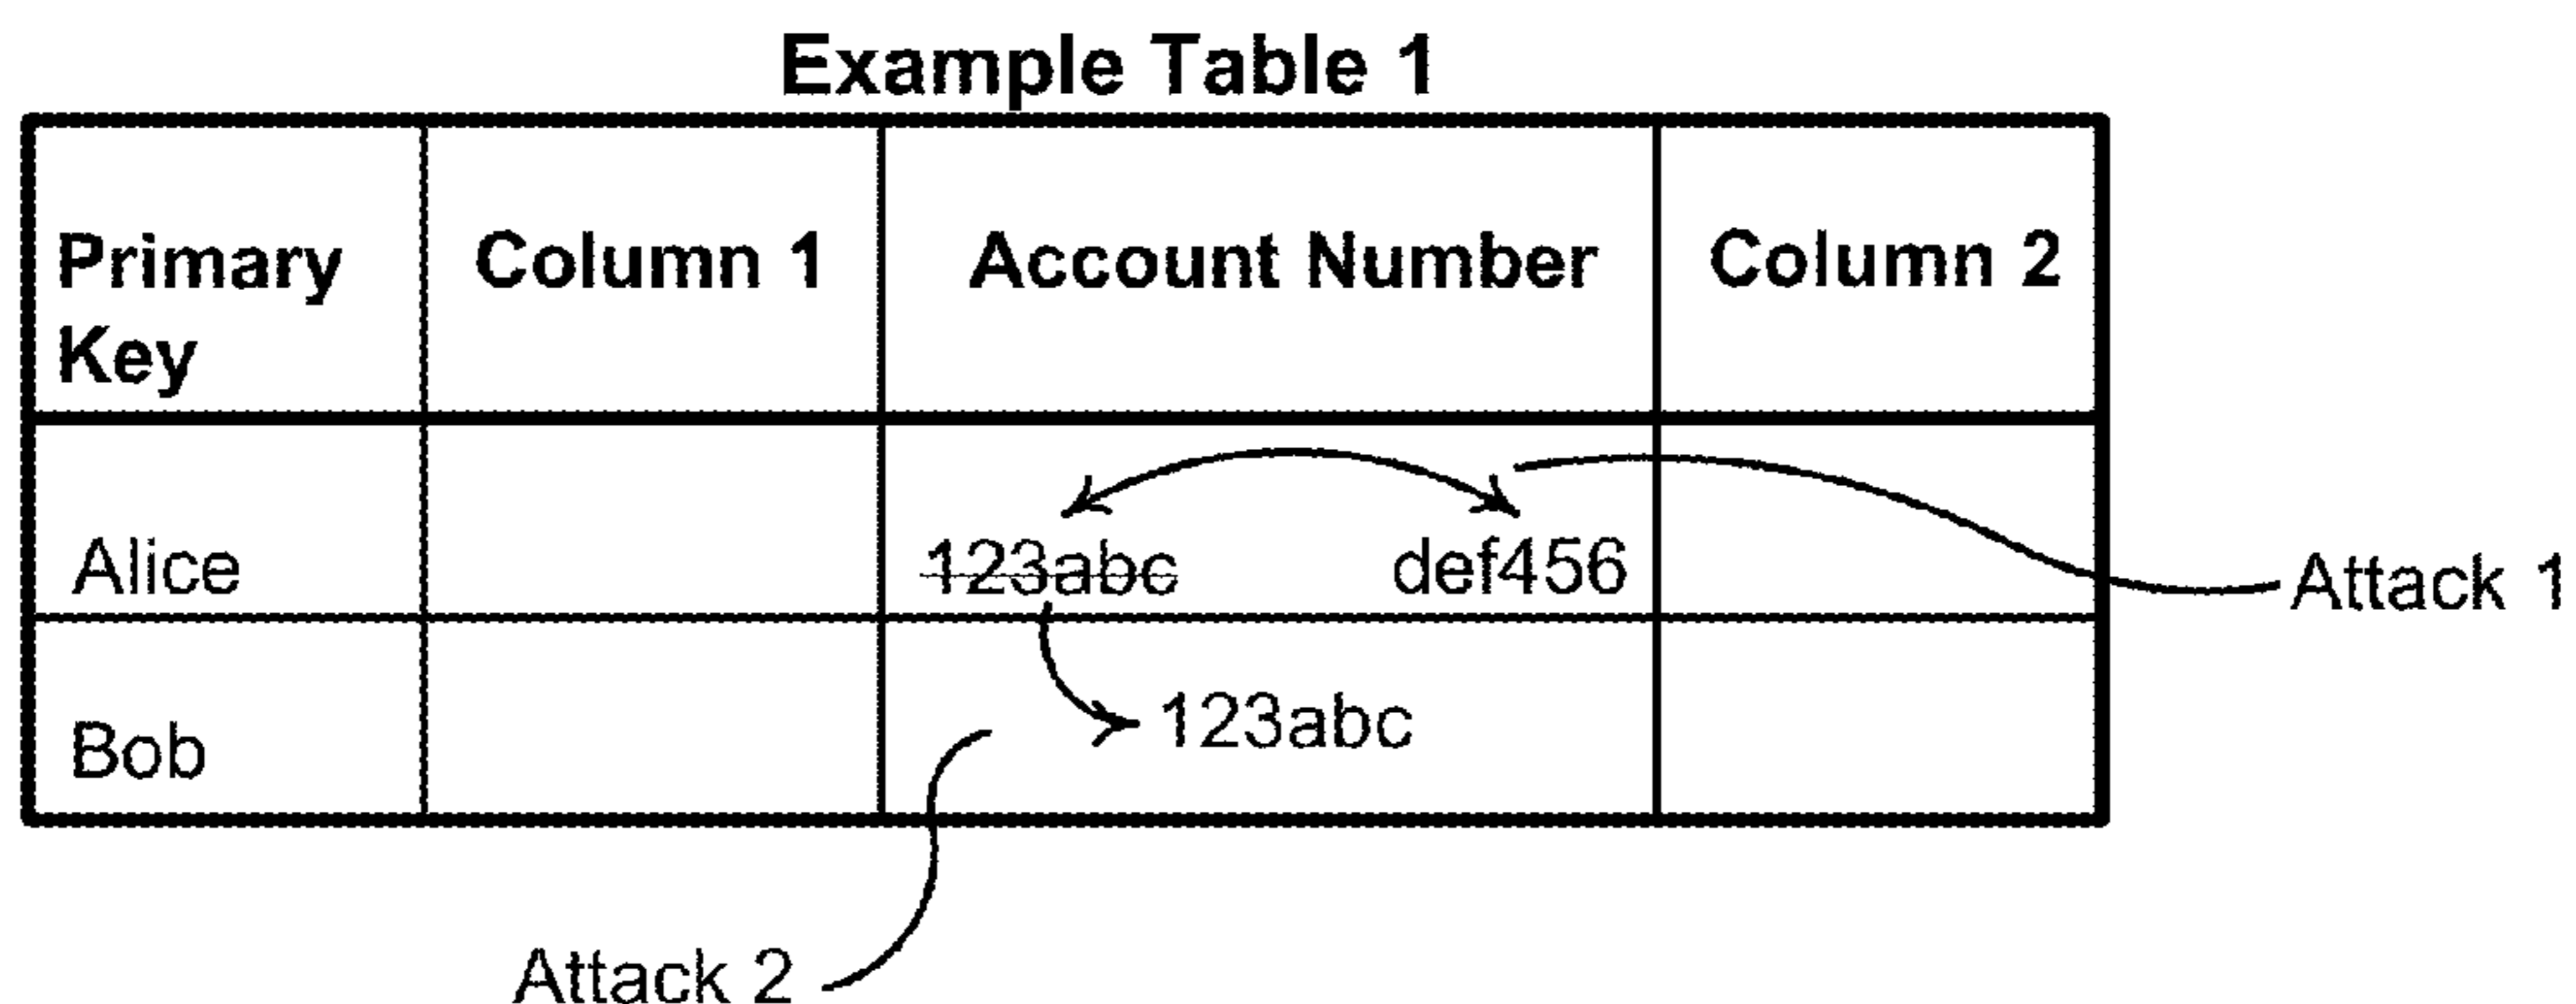 Example Table 1
Primary Key Column 1 Account Number Column 2
Alice 123abc def456
Attack 1
Bob 123abc
Attack 2